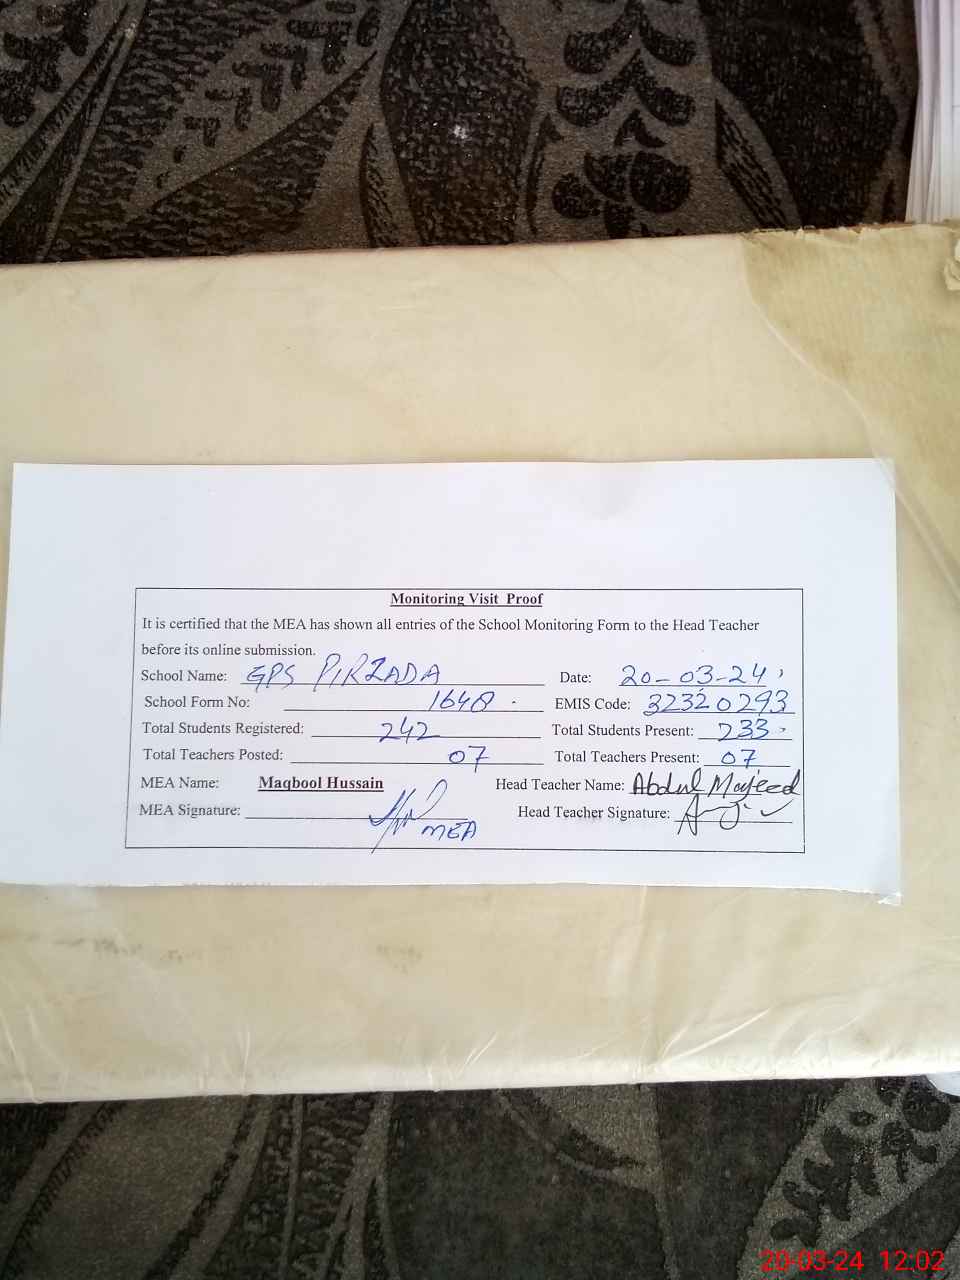 Monitoring Visit Proof
It is certified that the MEA has shown all entries of the School Monitoring Form to the Head Teacher
before its online submission.
School Name: GPS PIRZADA Date: 20-03-24
School Form No: 1648 EMIS Code: 32320293
Total Students Registered: 242 Total Students Present: 233
Total Teachers Posted: 07 Total Teachers Present: 07
MEA Name: Maqbool Hussain Head Teacher Name: Abdul Majeed
MEA Signature: MEA Head Teacher Signature:
20-03-24 12:02